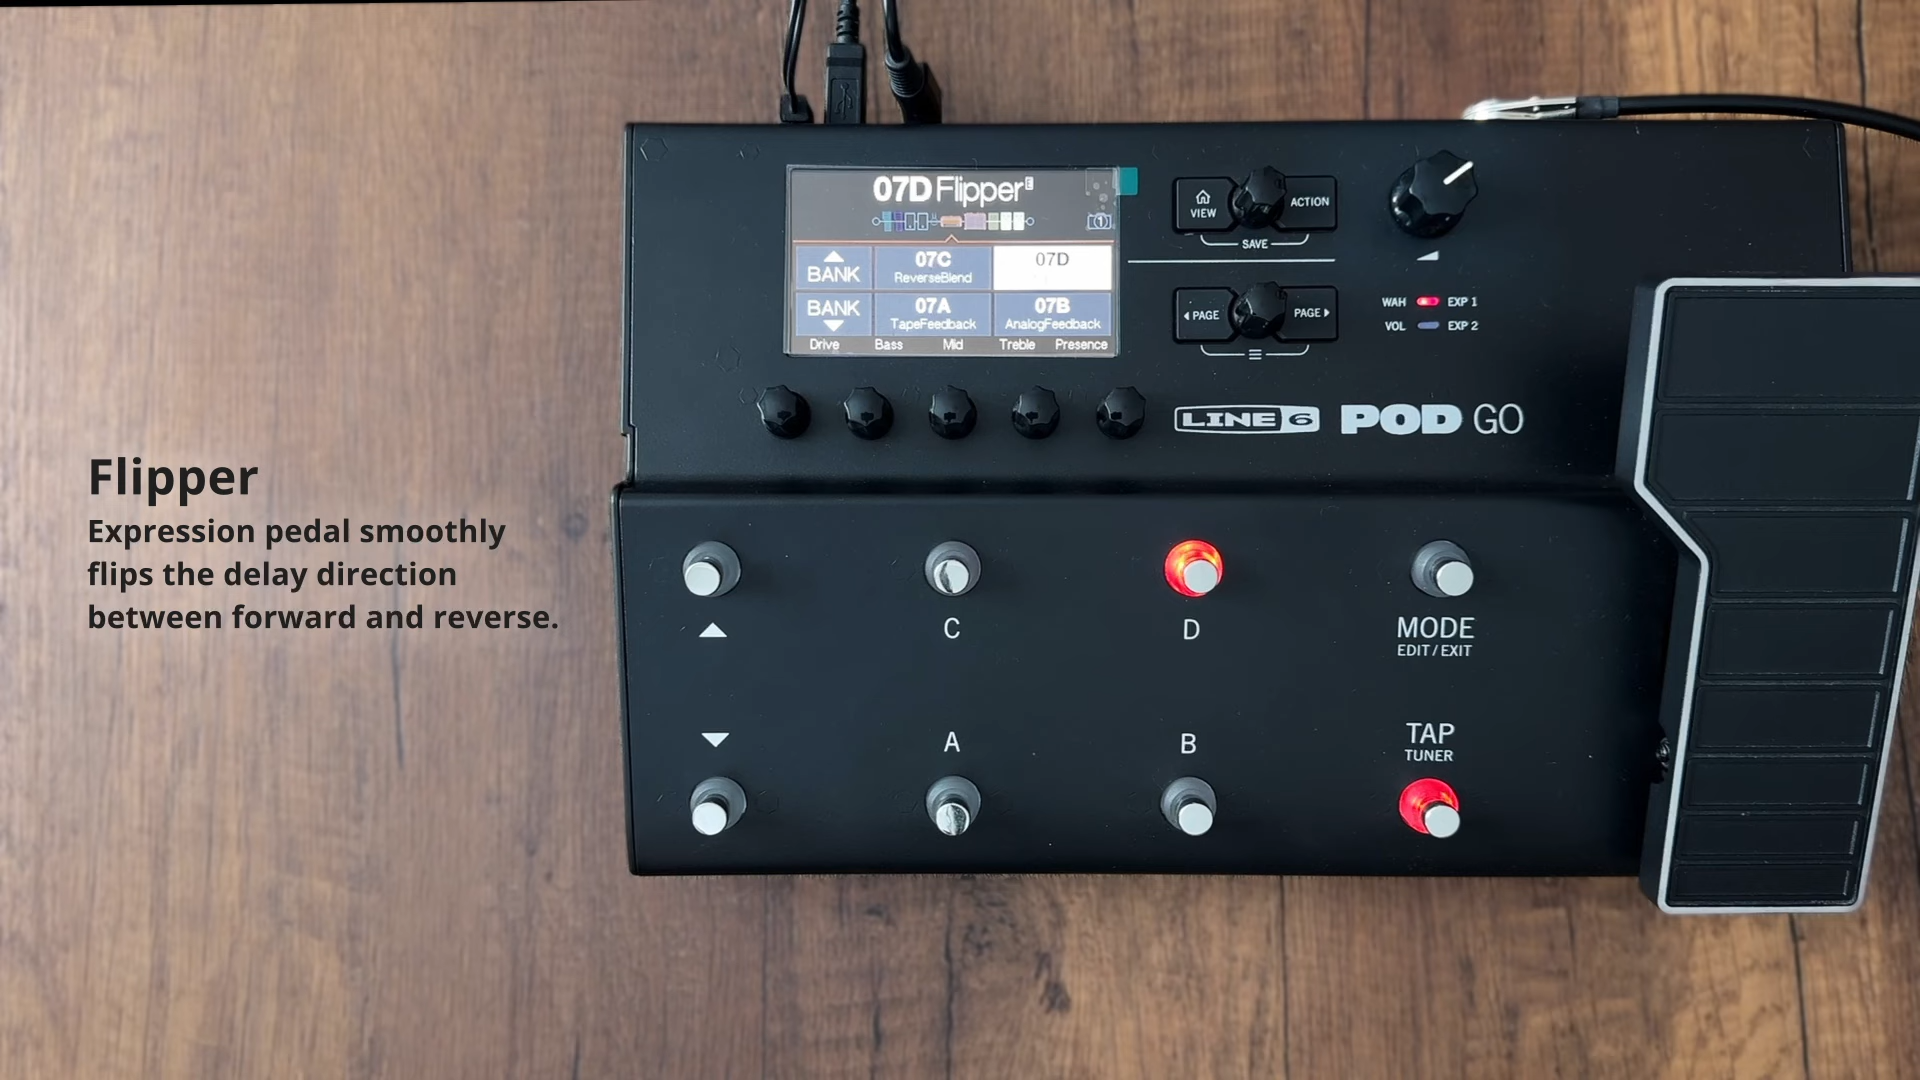 07D Flipper E
1
BANK
07C
ReverseBlend
07D
BANK
07A
TapeFeedback
07B
AnalogFeedback
Drive Bass Mid Treble Presence
VIEW
ACTION
SAVE
PAGE
PAGE
WAH EXP 1
VOL EXP 2
LINE 6 POD GO
Flipper
Expression pedal smoothly
flips the delay direction
between forward and reverse.
C
D
MODE
EDIT / EXIT
A
B
TAP
TUNER